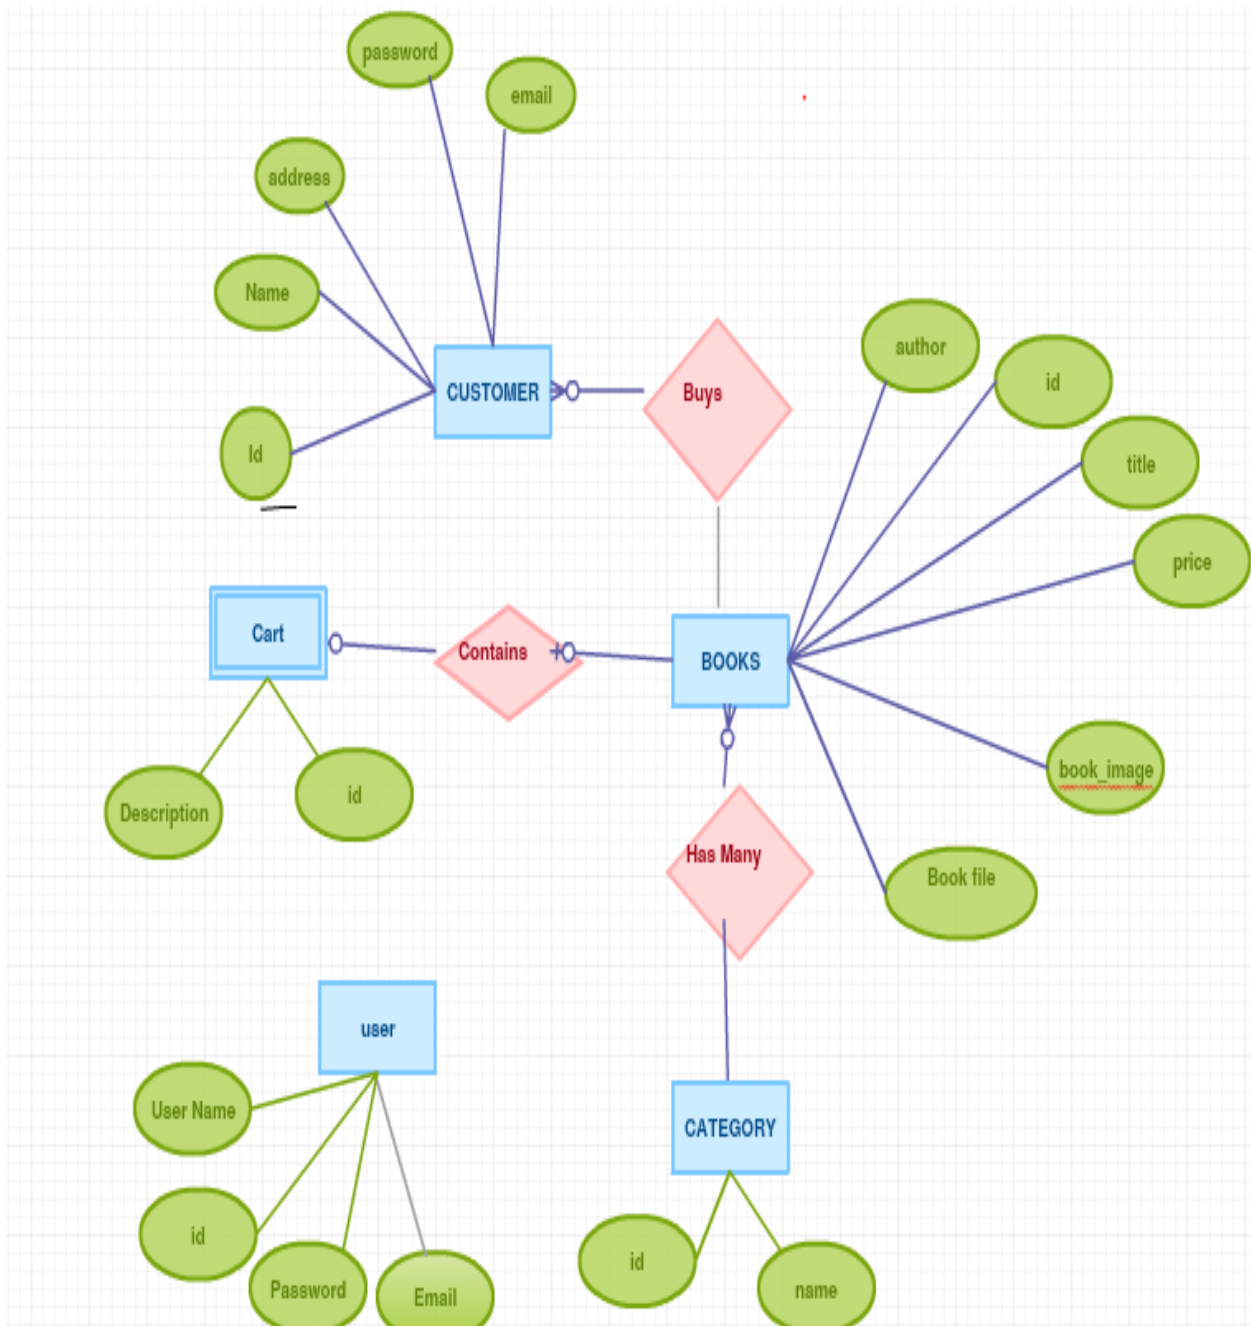 password
email
address
Name
author
id
CUSTOMER
Buys
Id
title
price
Cart
Contains
BOOKS
Description
id
book_image
Has Many
Book file
user
User Name
CATEGORY
id
Password
Email
id
name